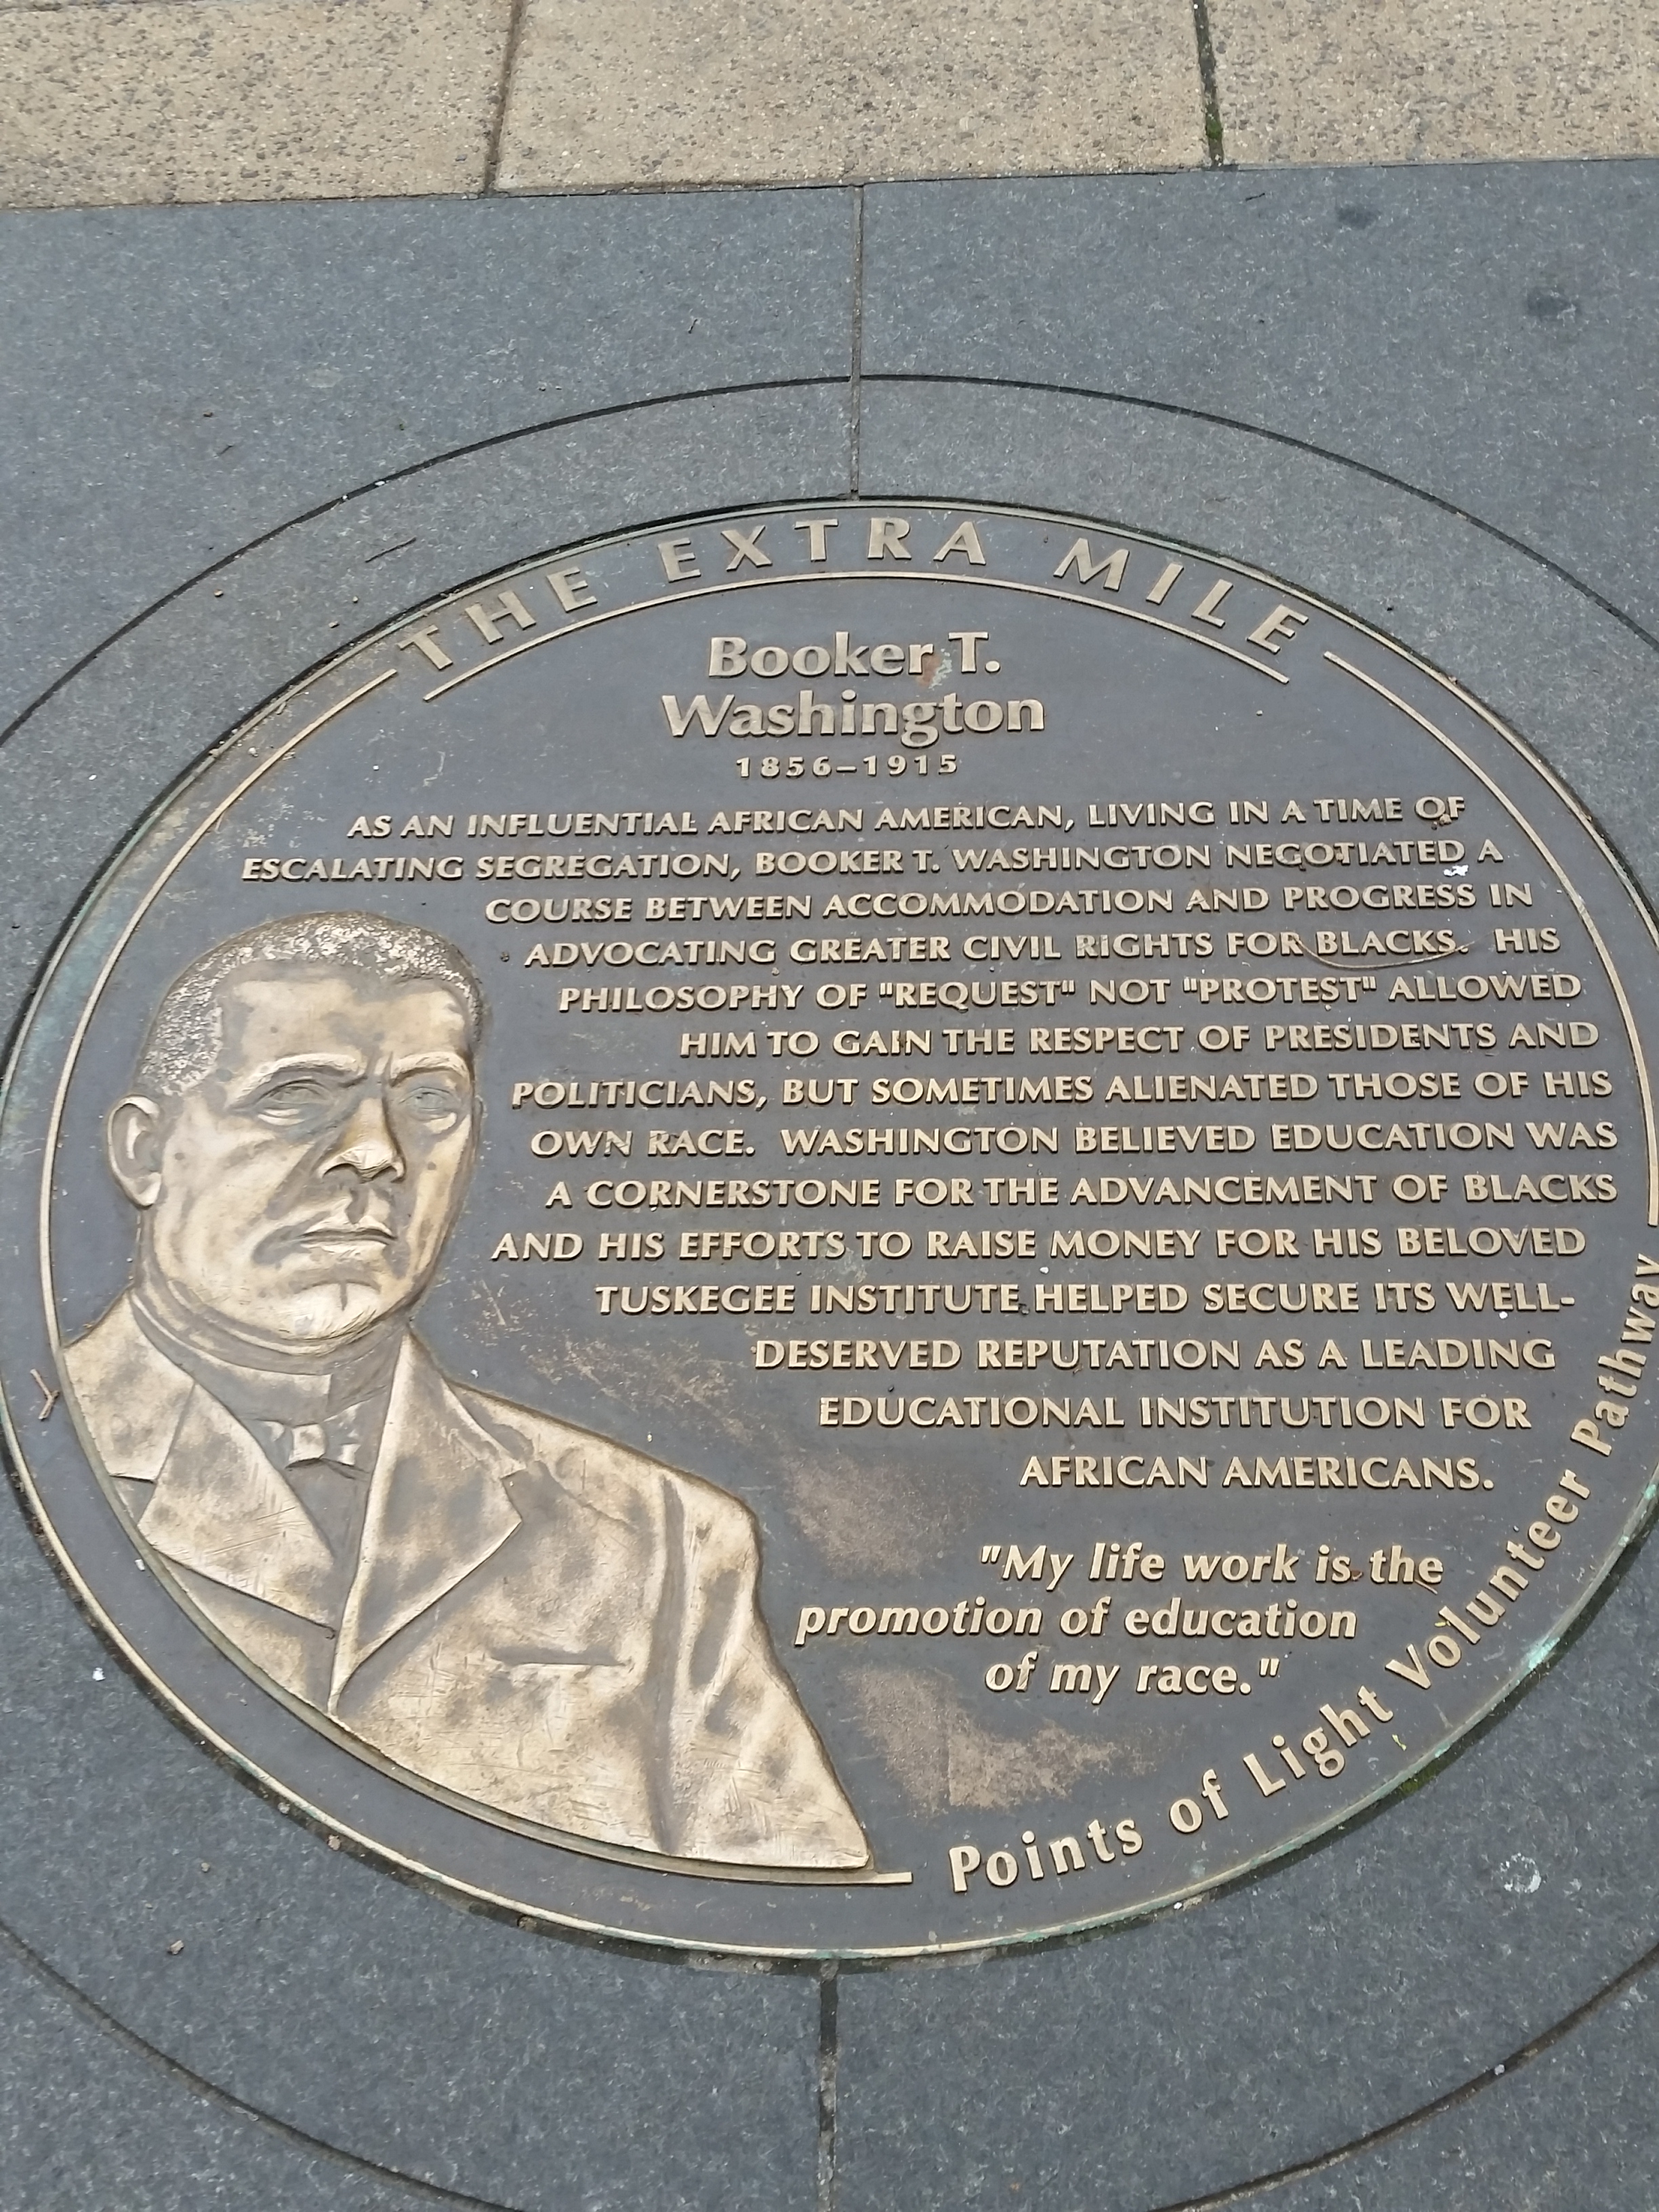 THE EXTRA MILE
Booker T.
Washington
1856–1915
AS AN INFLUENTIAL AFRICAN AMERICAN, LIVING IN A TIME OF
ESCALATING SEGREGATION, BOOKER T. WASHINGTON NEGOTIATED A
COURSE BETWEEN ACCOMMODATION AND PROGRESS IN
ADVOCATING GREATER CIVIL RIGHTS FOR BLACKS. HIS
PHILOSOPHY OF "REQUEST" NOT "PROTEST" ALLOWED
HIM TO GAIN THE RESPECT OF PRESIDENTS AND
POLITICIANS, BUT SOMETIMES ALIENATED THOSE OF HIS
OWN RACE. WASHINGTON BELIEVED EDUCATION WAS
A CORNERSTONE FOR THE ADVANCEMENT OF BLACKS
AND HIS EFFORTS TO RAISE MONEY FOR HIS BELOVED
TUSKEGEE INSTITUTE HELPED SECURE ITS WELL-
DESERVED REPUTATION AS A LEADING
EDUCATIONAL INSTITUTION FOR
AFRICAN AMERICANS.
"My life work is the
promotion of education
of my race."
Points of Light Volunteer Pathway